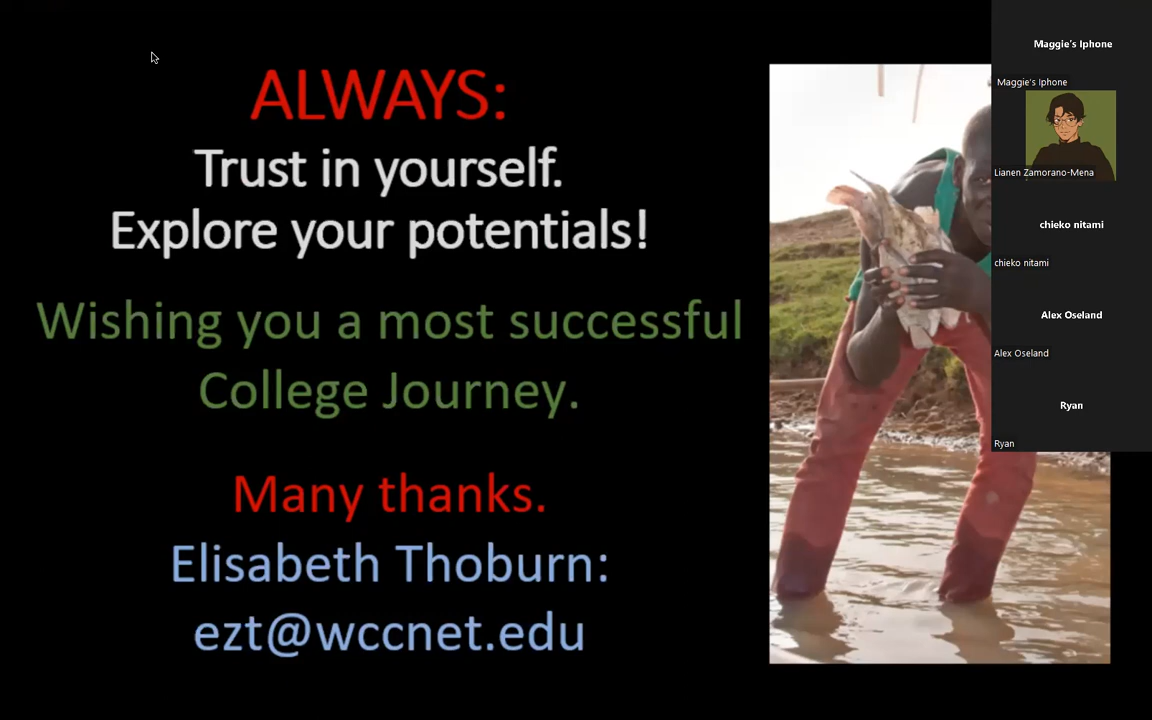 ALWAYS:
Trust in yourself.
Explore your potentials!
Wishing you a most successful
College Journey.
Many thanks.
Elisabeth Thoburn:
ezt@wccnet.edu
Maggie's Iphone
Maggie's Iphone
Lianen Zamorano-Mena
chieko nitami
chieko nitami
Alex Oseland
Alex Oseland
Ryan
Ryan